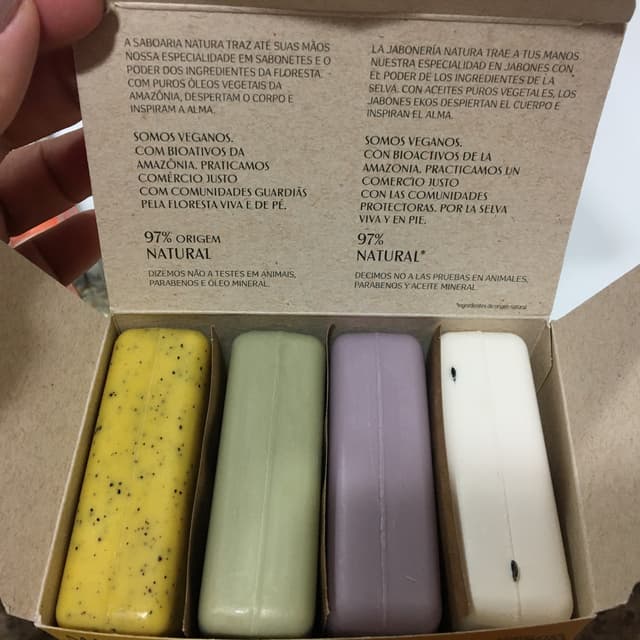 A SABOARIA NATURA TRAZ ATÉ SUAS MÃOS
NOSSA ESPECIALIDADE EM SABONETES E O
PODER DOS INGREDIENTES DA FLORESTA.
COM PUROS ÓLEOS VEGETAIS DA
AMAZÔNIA, DESPERTAM O CORPO E
INSPIRAM A ALMA.
SOMOS VEGANOS.
COM BIOATIVOS DA
AMAZÔNIA. PRATICAMOS
COMÉRCIO JUSTO
COM COMUNIDADES GUARDIÃS
PELA FLORESTA VIVA E DE PÉ.
97% ORIGEM
NATURAL
DIZEMOS NÃO A TESTES EM ANIMAIS,
PARABENOS E ÓLEO MINERAL.
LA JABONERÍA NATURA TRAE A TUS MANOS
NUESTRA ESPECIALIDAD EN JABONES CON
EL PODER DE LOS INGREDIENTES DE LA
SELVA. CON ACEITES PUROS VEGETALES, LOS
JABONES EKOS DESPIERTAN EL CUERPO E
INSPIRAN EL ALMA.
SOMOS VEGANOS.
CON BIOACTIVOS DE LA
AMAZONIA. PRACTICAMOS UN
COMERCIO JUSTO
CON LAS COMUNIDADES
PROTECTORAS. POR LA SELVA
VIVA Y EN PIE.
97%
NATURAL*
DECIMOS NO A LAS PRUEBAS EN ANIMALES,
PARABENOS Y ACEITE MINERAL.
*Ingredientes de origen natural